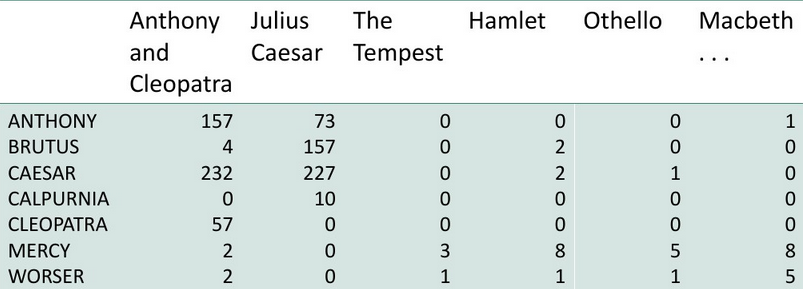 Anthony and Cleopatra Julius Caesar The Tempest Hamlet Othello Macbeth . . .
ANTHONY 157 73 0 0 0 1
BRUTUS 4 157 0 2 0 0
CAESAR 232 227 0 2 1 0
CALPURNIA 0 10 0 0 0 0
CLEOPATRA 57 0 0 0 0 0
MERCY 2 0 3 8 5 8
WORSER 2 0 1 1 1 5